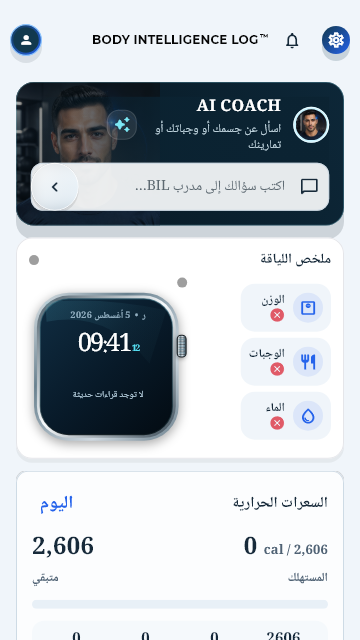 BODY INTELLIGENCE LOG™
AI COACH
اسأل عن جسمك أو وجباتك أو
تمارينك
اكتب سؤالك إلى مدرب BIL...
ملخص اللياقة
الوزن
الوجبات
الماء
ر • 5 أغسطس 2026
09:41 12
لا توجد قراءات حديثة
السعرات الحرارية
اليوم
0 cal / 2,606
2,606
المستهلك
متبقي
2606
0
0
0